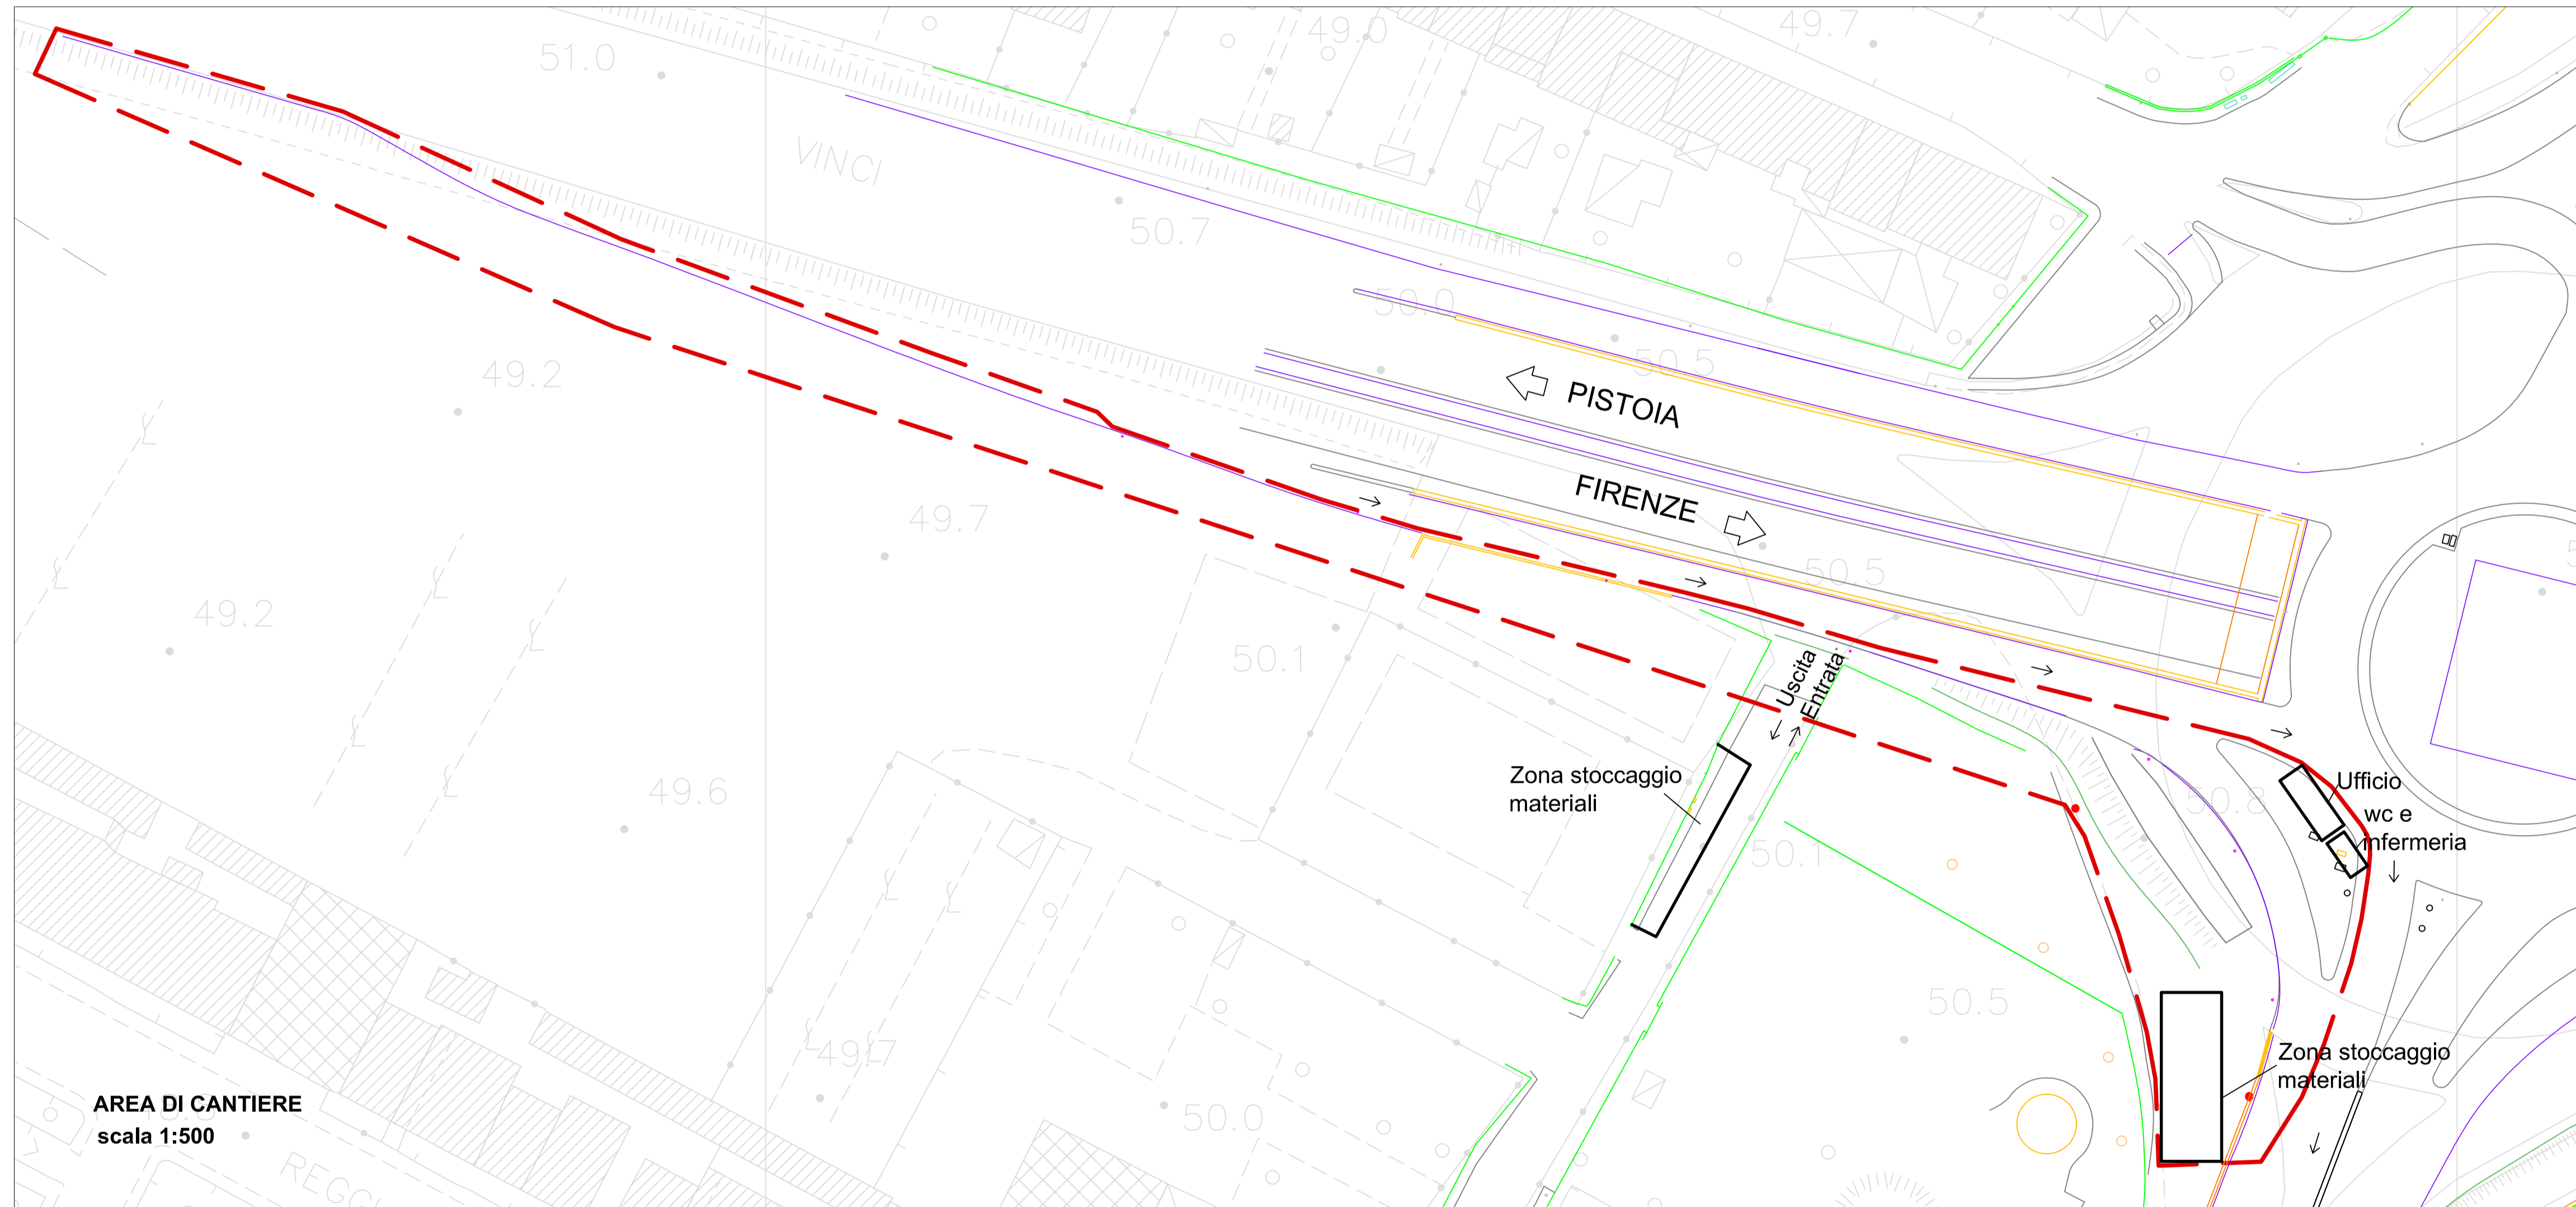 49.0
49.7
51.0
VINCI
50.7
50.0
50.5
PISTOIA
49.2
FIRENZE
49.7
50.5
49.2
50.1
Uscita
Entrata
Zona stoccaggio
materiali
Ufficio
wc e
infermeria
49.6
50.8
50.1
50.5
49.7
Zona stoccaggio
materiali
50.0
AREA DI CANTIERE
scala 1:500